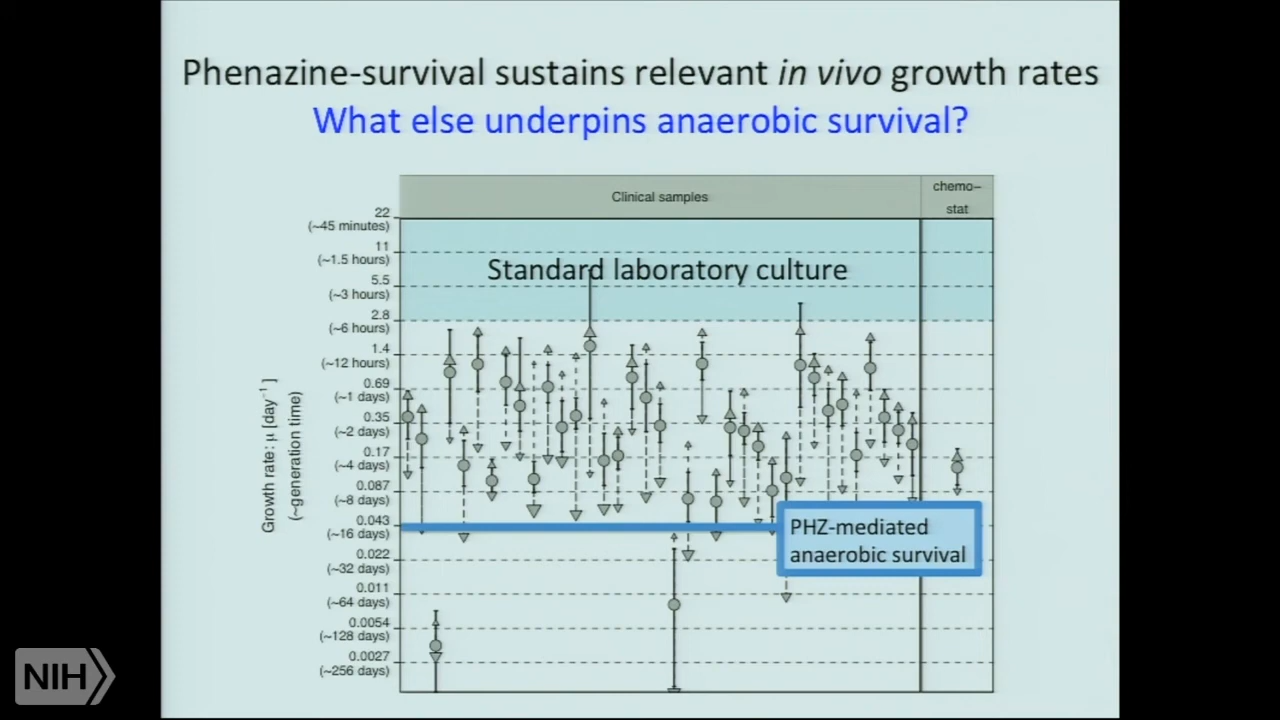 Phenazine-survival sustains relevant in vivo growth rates
What else underpins anaerobic survival?
Clinical samples
chemo–
stat
Standard laboratory culture
22
(~45 minutes)
11
(~1.5 hours)
5.5
(~3 hours)
2.8
(~6 hours)
1.4
(~12 hours)
0.69
(~1 days)
0.35
(~2 days)
0.17
(~4 days)
0.087
(~8 days)
0.043
(~16 days)
0.022
(~32 days)
0.011
(~64 days)
0.0054
(~128 days)
0.0027
(~256 days)
Growth rate: μ [day⁻¹]
(~generation time)
PHZ-mediated
anaerobic survival
NIH